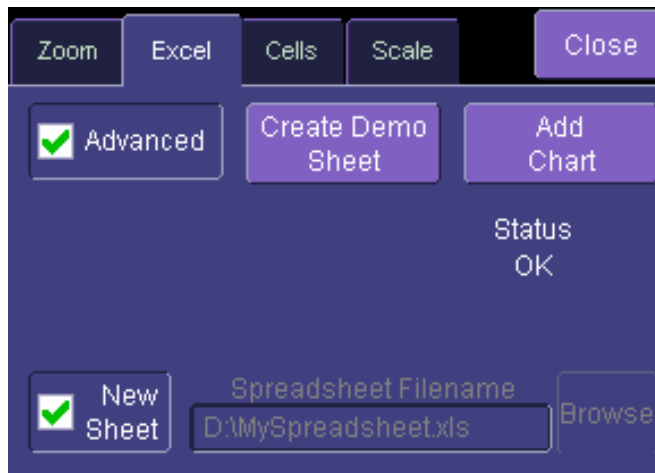 Zoom Excel Cells Scale Close
Advanced
Create Demo
Sheet
Add
Chart
Status
OK
New
Sheet
Spreadsheet Filename
D:\MySpreadsheet.xls
Browse